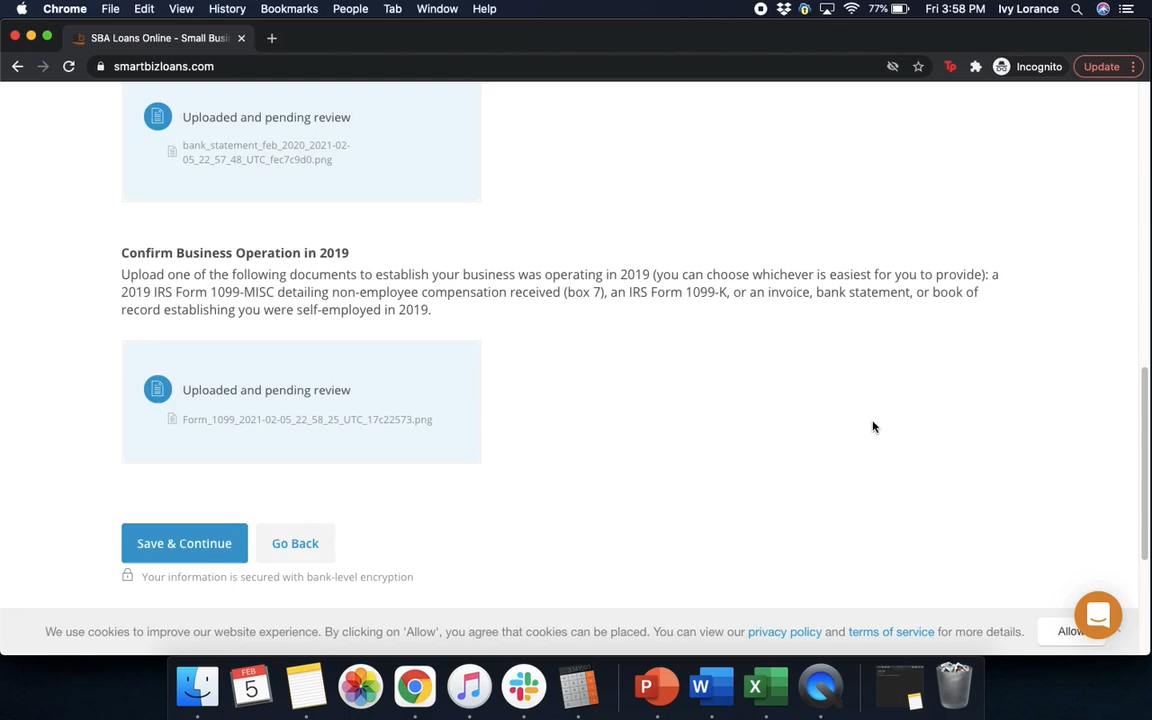 Chrome File Edit View History Bookmarks People Tab Window Help 77% Fri 3:58 PM Ivy Lorance
SBA Loans Online - Small Busi
smartbizloans.com Incognito Update
Uploaded and pending review
bank_statement_feb_2020_2021-02-
05_22_57_48_UTC_fec7c9d0.png
Confirm Business Operation in 2019
Upload one of the following documents to establish your business was operating in 2019 (you can choose whichever is easiest for you to provide): a
2019 IRS Form 1099-MISC detailing non-employee compensation received (box 7), an IRS Form 1099-K, or an invoice, bank statement, or book of
record establishing you were self-employed in 2019.
Uploaded and pending review
Form_1099_2021-02-05_22_58_25_UTC_17c22573.png
Save & Continue Go Back
Your information is secured with bank-level encryption
We use cookies to improve our website experience. By clicking on 'Allow', you agree that cookies can be placed. You can view our privacy policy and terms of service for more details. Allow
FEB
5
P W X